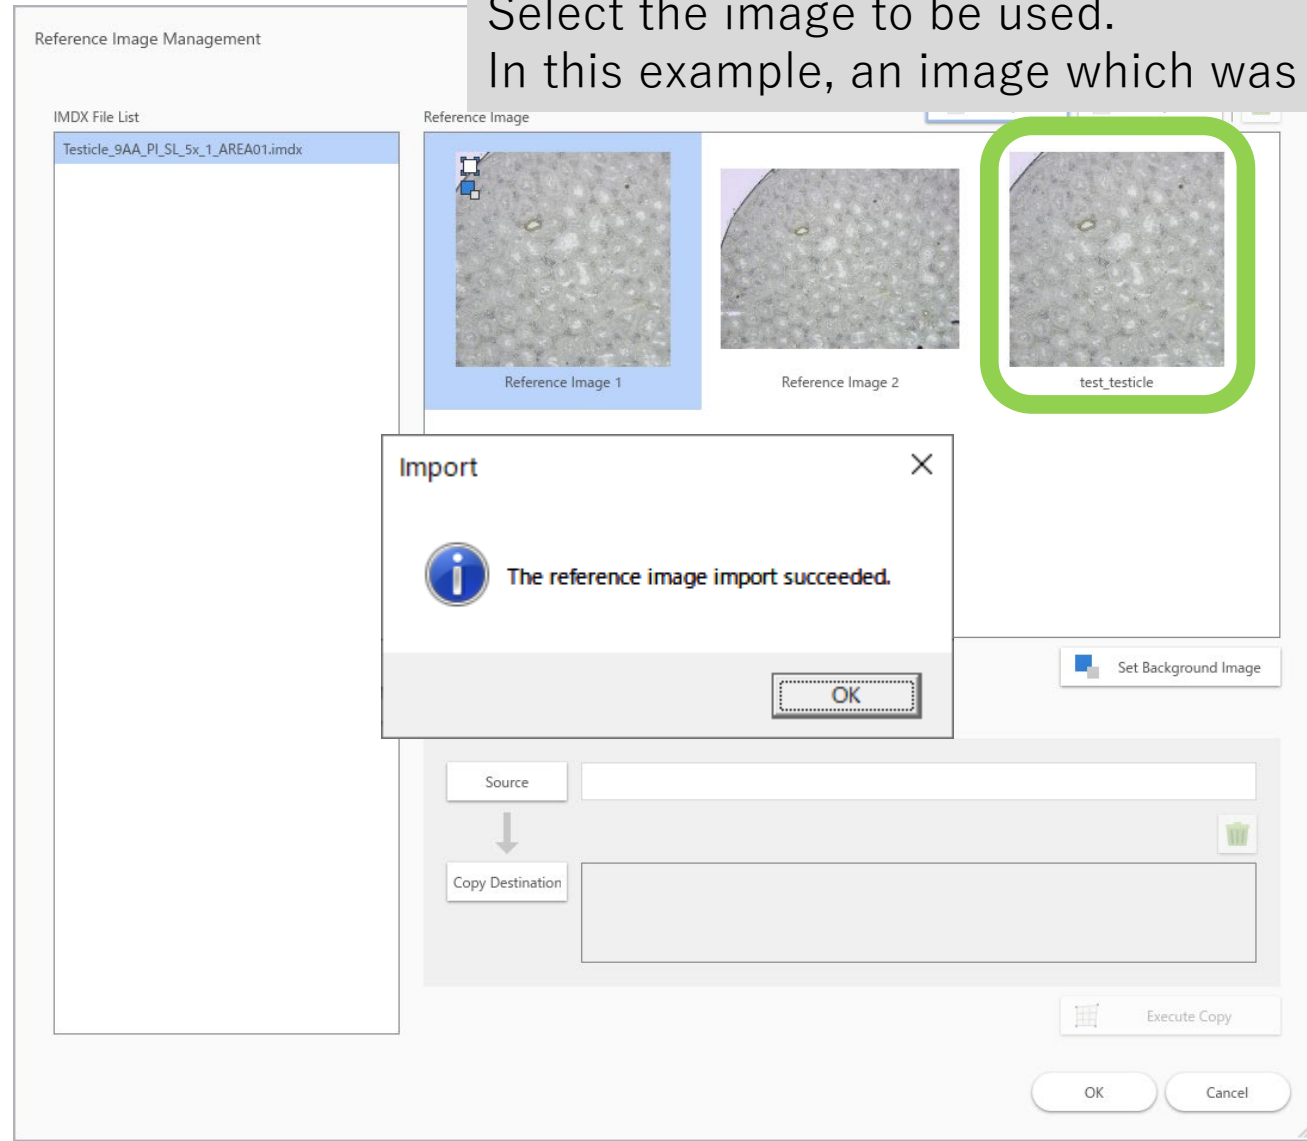 Select the image to be used.
In this example, an image which was
Reference Image Management
IMDX File List
Reference Image
Testicle_9AA_PI_SL_5x_1_AREA01.imdx
Reference Image 1
Reference Image 2
test_testicle
Import
The reference image import succeeded.
OK
Set Background Image
Source
Copy Destination
Execute Copy
OK
Cancel